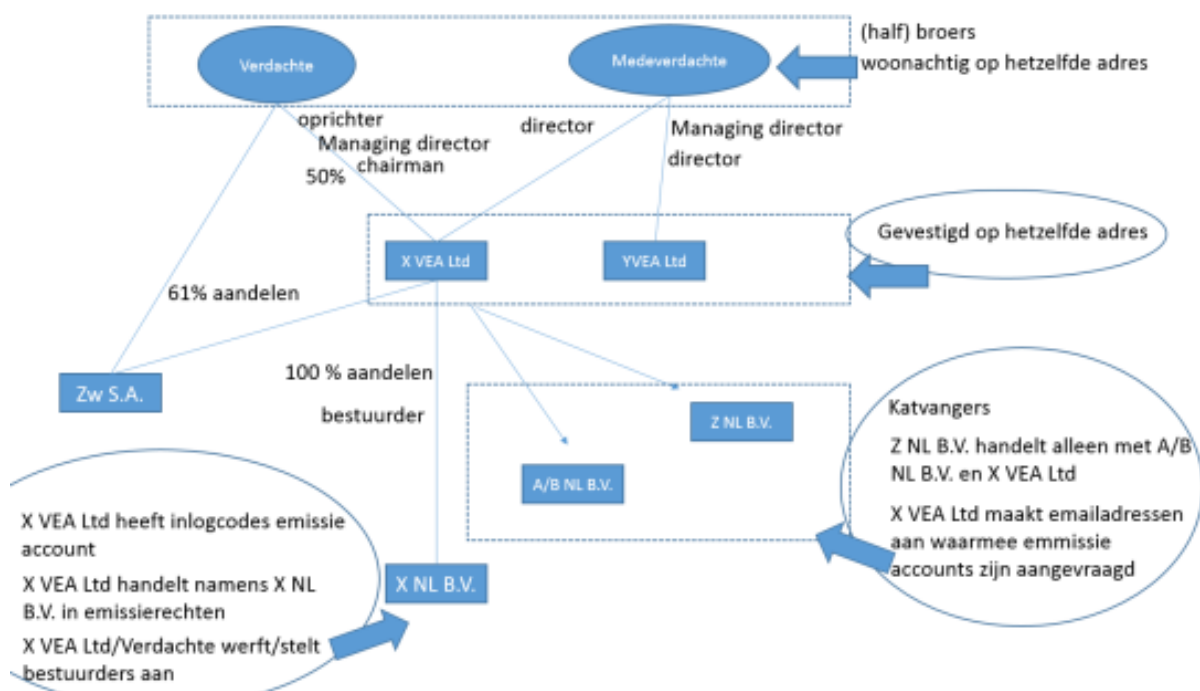 (half) broers
woonachtig op hetzelfde adres
Verdachte
Medeverdachte
oprichter
Managing director
chairman
50%
director
Managing director
director
Gevestigd op hetzelfde adres
X VEA Ltd
YVEA Ltd
61% aandelen
Zw S.A.
100 % aandelen
bestuurder
Z NL B.V.
A/B NL B.V.
Katvangers
Z NL B.V. handelt alleen met A/B
NL B.V. en X VEA Ltd
X VEA Ltd maakt emailadressen
aan waarmee emmissie
accounts zijn aangevraagd
X VEA Ltd heeft inlogcodes emissie
account
X VEA Ltd handelt namens X NL
B.V. in emissierechten
X VEA Ltd/Verdachte werft/stelt
bestuurders aan
X NL B.V.